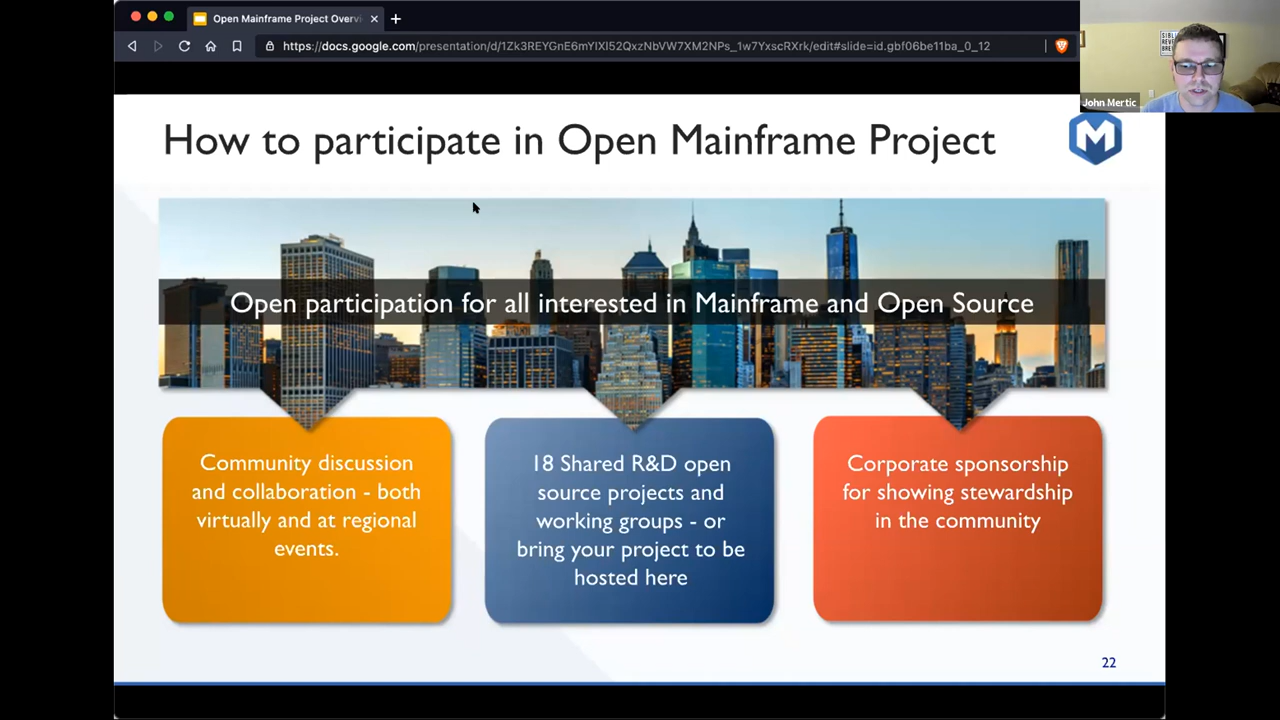 Open Mainframe Project Overvi
https://docs.google.com/presentation/d/1Zk3REYGnE6mYIXI52QxzNbVW7XM2NPs_1w7YxscRXrk/edit#slide=id.gbf06be11ba_0_12
John Mertic
How to participate in Open Mainframe Project
M
Open participation for all interested in Mainframe and Open Source
Community discussion
and collaboration - both
virtually and at regional
events.
18 Shared R&D open
source projects and
working groups - or
bring your project to be
hosted here
Corporate sponsorship
for showing stewardship
in the community
22